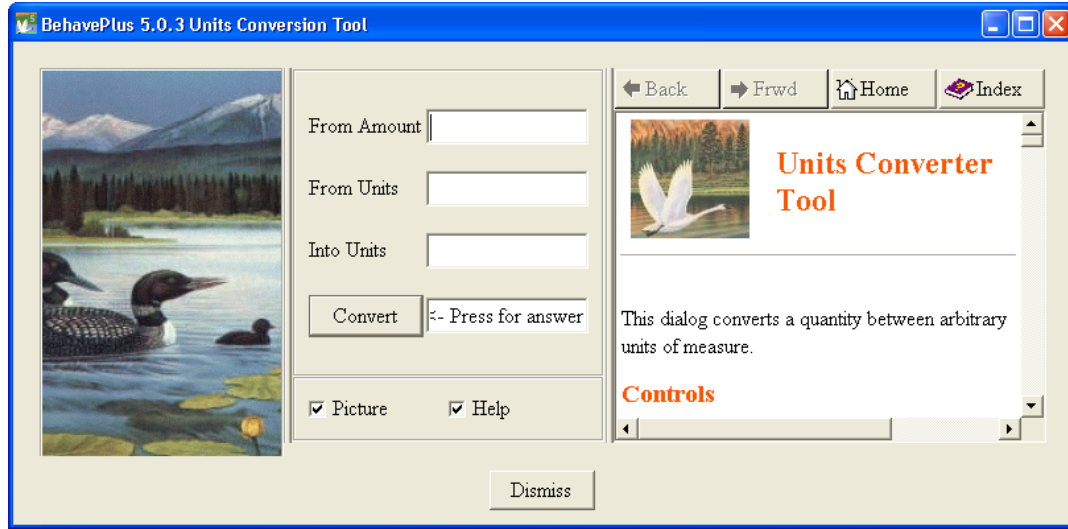 BehavePlus 5.0.3 Units Conversion Tool
From Amount
From Units
Into Units
Convert
<- Press for answer
Picture
Help
Back
Frwd
Home
Index
Units Converter
Tool
This dialog converts a quantity between arbitrary
units of measure.
Controls
Dismiss